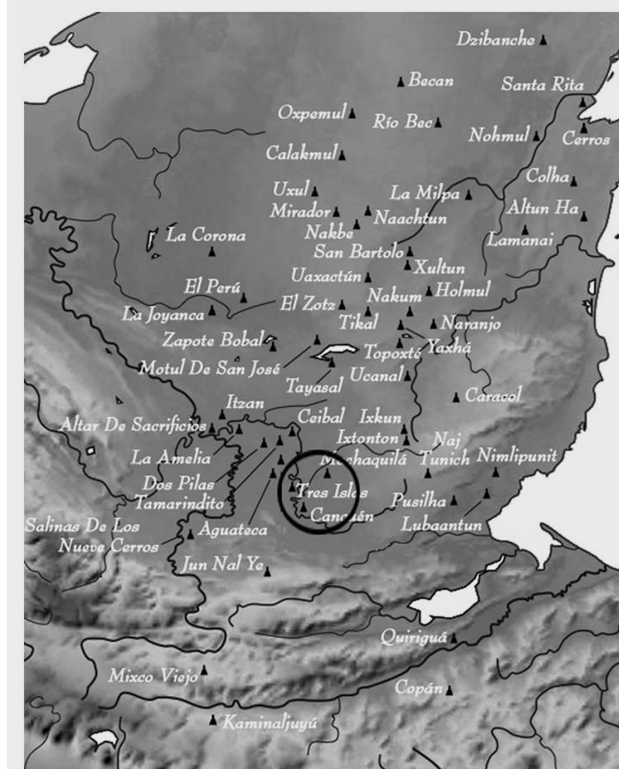 Dzibanche
Becan
Santa Rita
Oxpemul
Río Bec
Nohmul
Cerros
Calakmul
Colha
Uxul
La Milpa
Mirador
Naachtun
Altun Ha
Nakbe
Lamanai
La Corona
San Bartolo
Xultun
Uaxactún
El Perú
Holmul
El Zotz
Nakum
La Joyanca
Tikal
Naranjo
Zapote Bobal
Topoxté
Yaxhá
Motul De San José
Tayasal
Ucanal
Caracol
Itzan
Ceibal
Altar De Sacrificios
Ixkun
Ixtonton
Naj
Tunich
La Amelia
Machaquilá
Nimlipunit
Dos Pilas
Tres Islas
Tamarindito
Pusilha
Cancuén
Lubaantun
Salinas De Los
Nueve Cerros
Aguateca
Jun Nal Ye
Quiriguá
Mixco Viejo
Copán
Kaminaljuyú